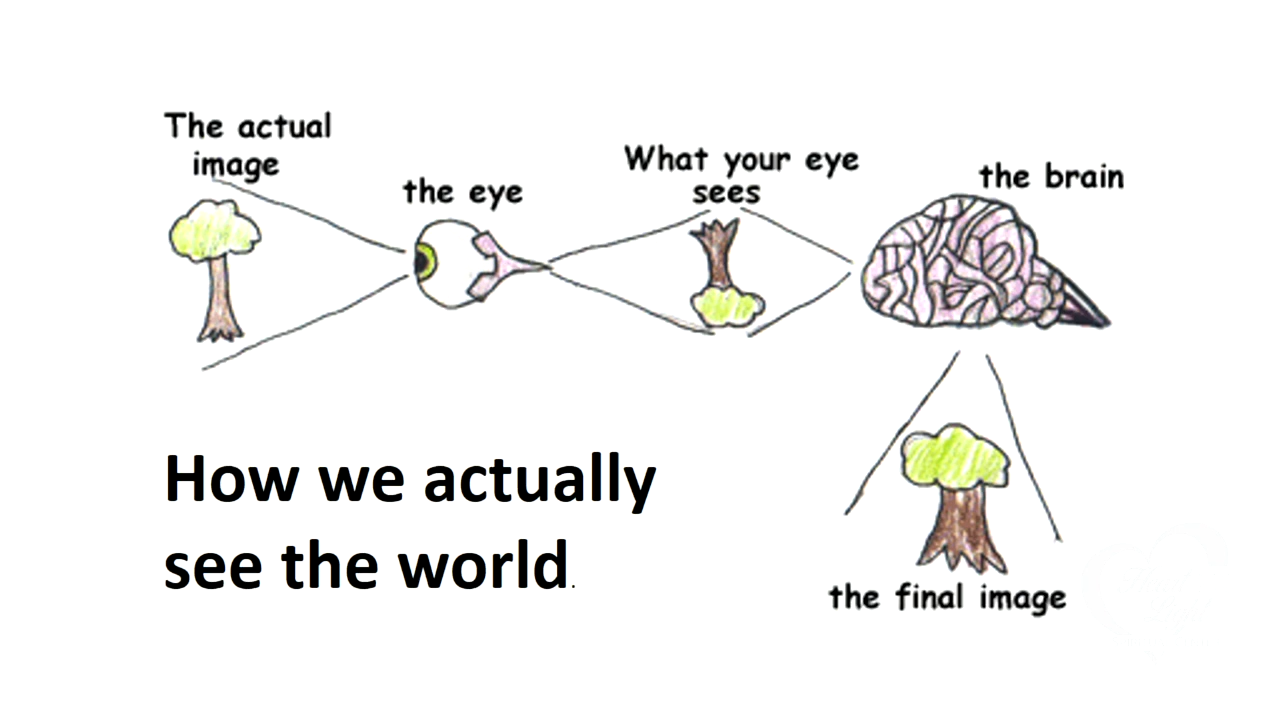 The actual
image
the eye
What your eye
sees
the brain
How we actually
see the world.
the final image